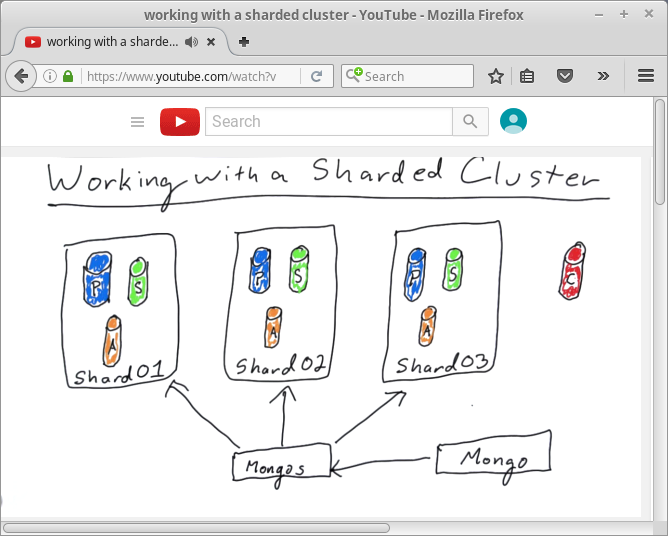 working with a sharded cluster - YouTube - Mozilla Firefox
working with a sharde...
https://www.youtube.com/watch?v
Search
Search
Working with a Sharded Cluster
P S
P S
P S
C
A
A
A
Shard01
Shard02
Shard03
Mongos
Mongo